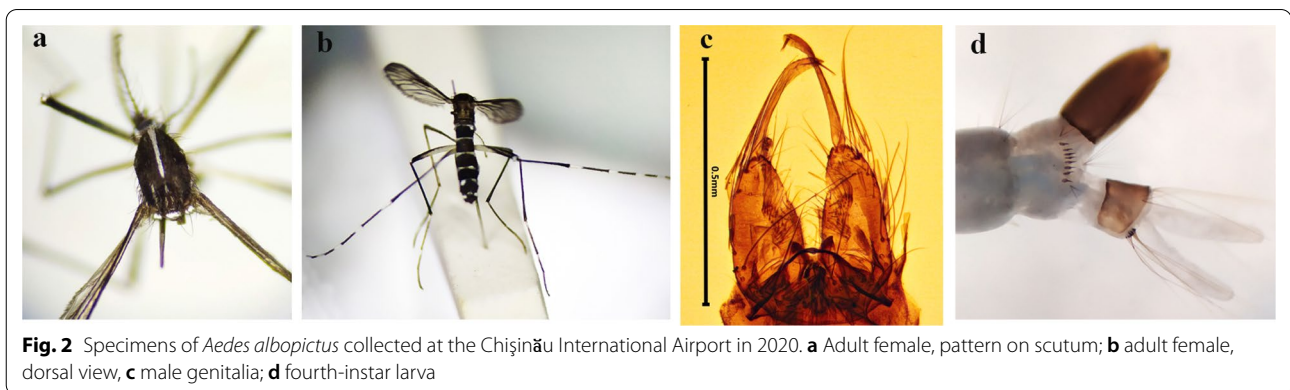 a
b
c
d
0.5mm
Fig. 2 Specimens of Aedes albopictus collected at the Chişinău International Airport in 2020. a Adult female, pattern on scutum; b adult female,
dorsal view, c male genitalia; d fourth-instar larva